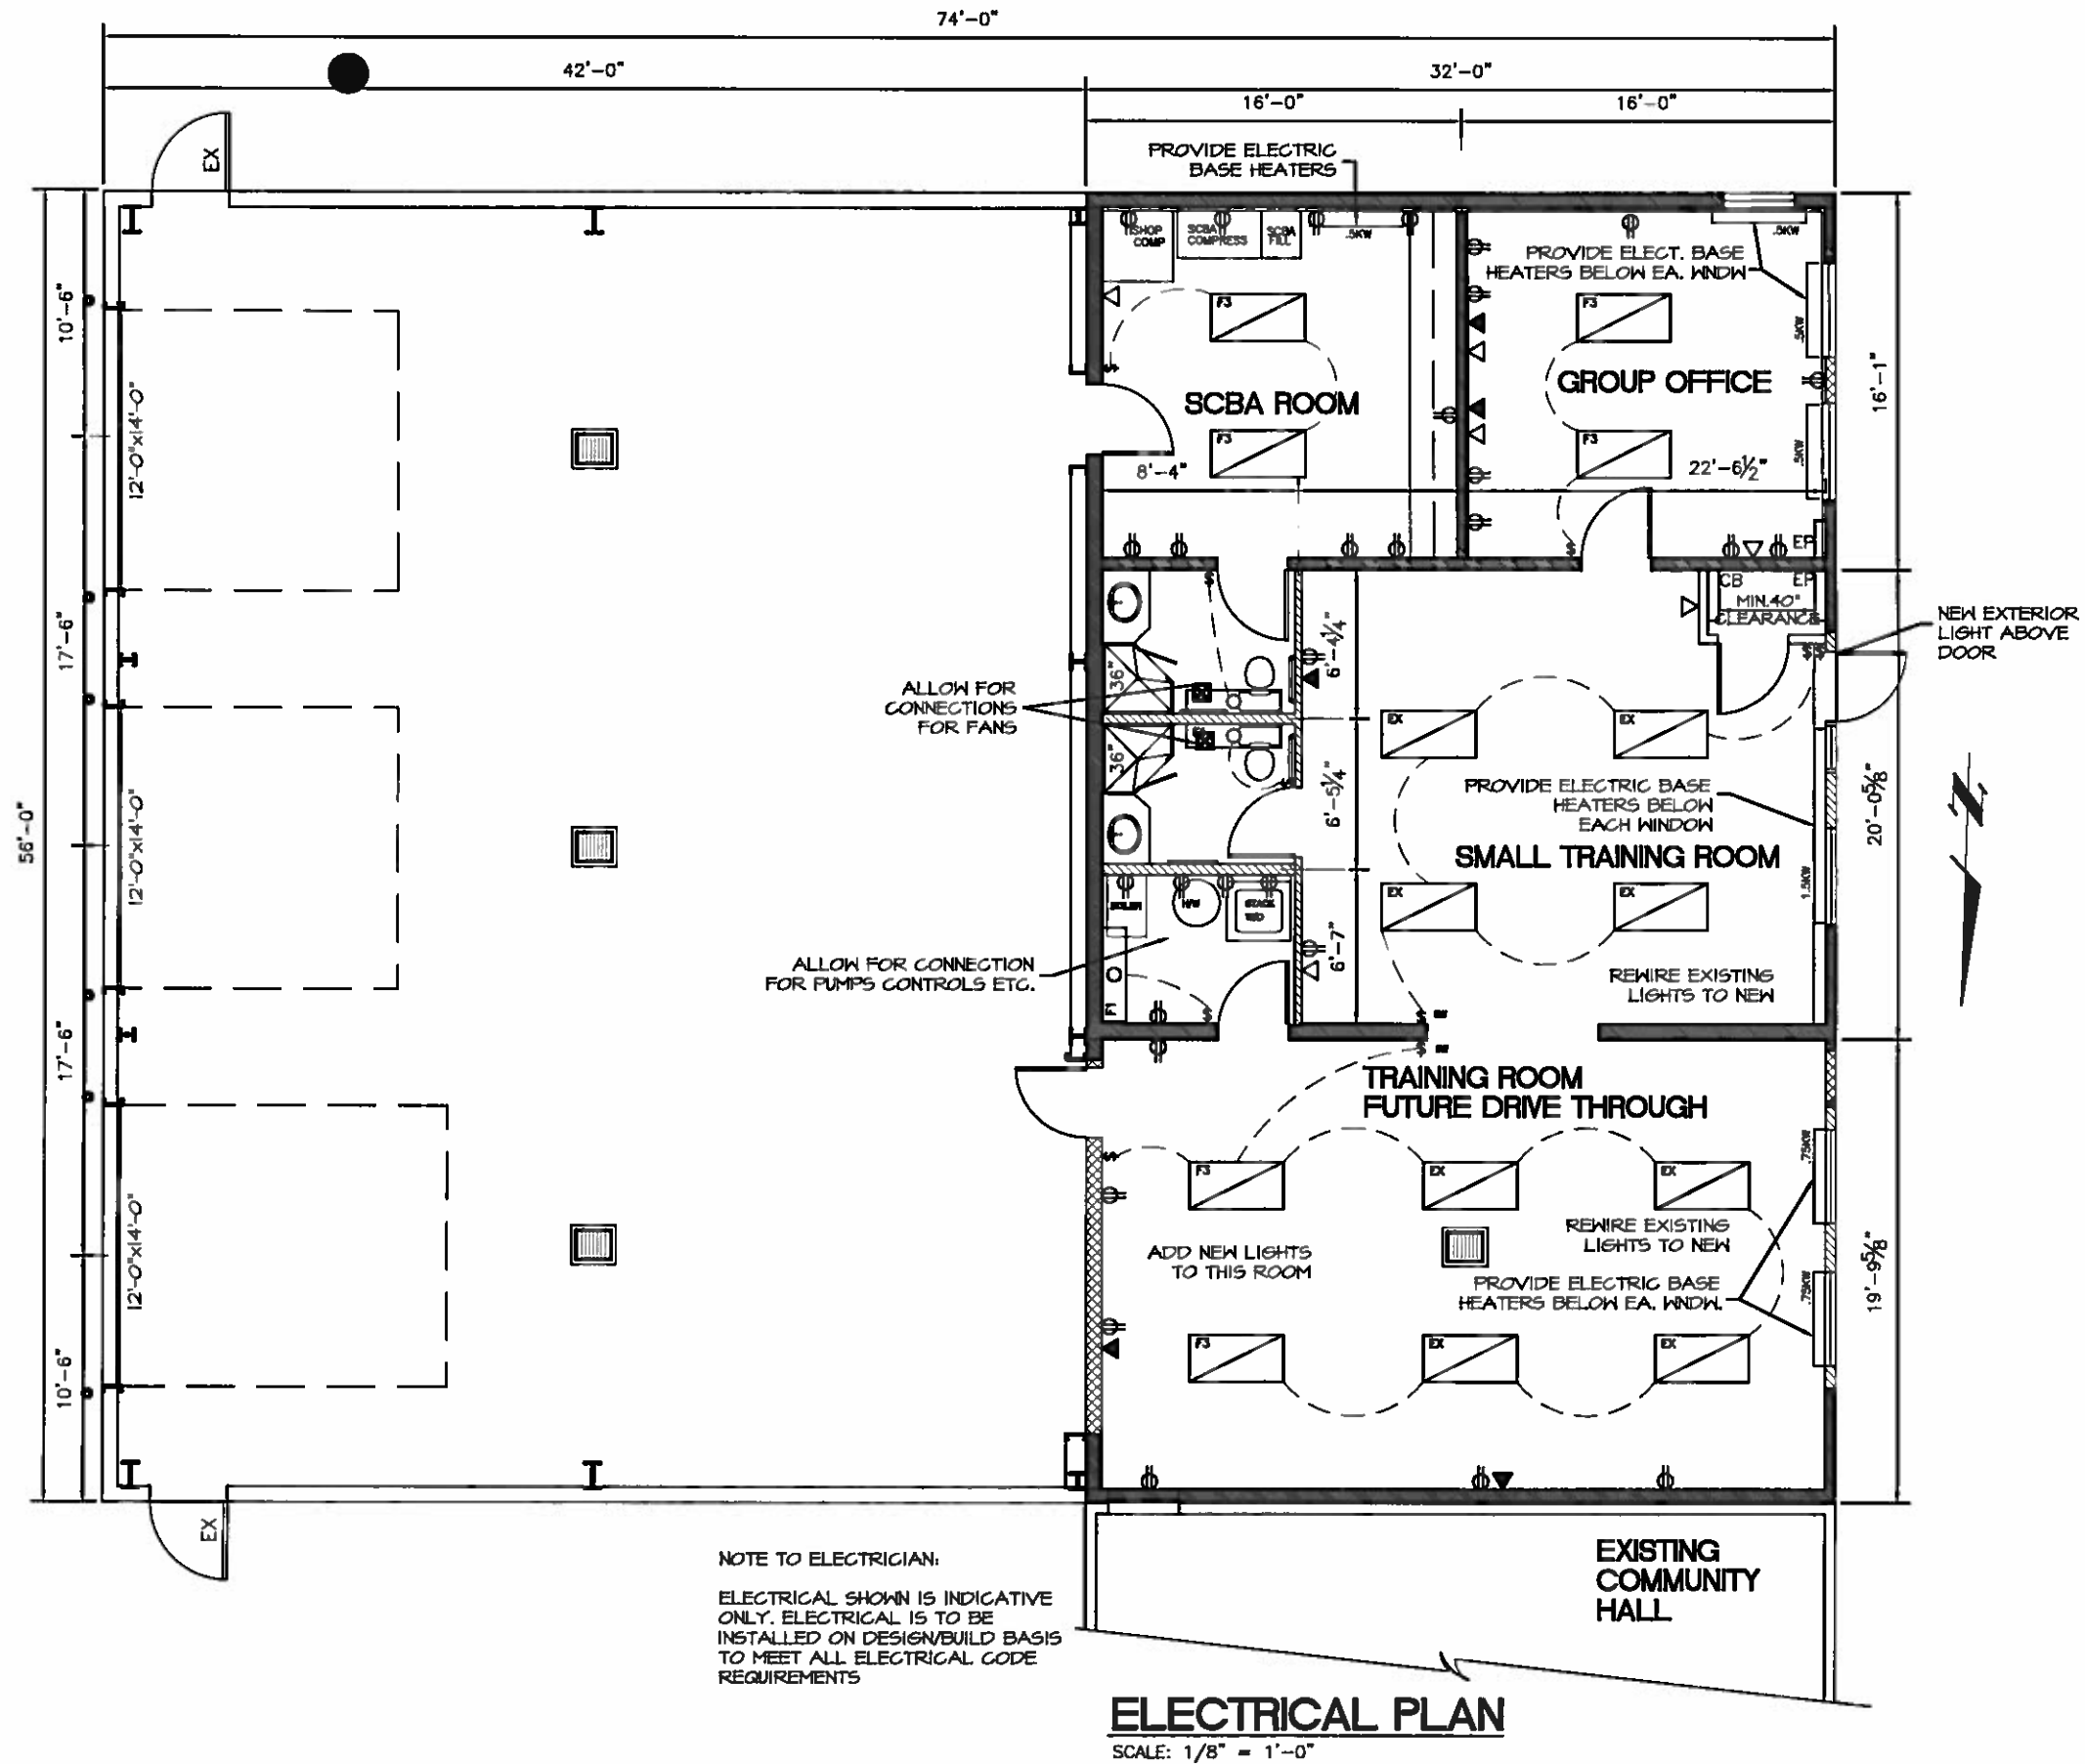 74'-0"
42'-0"
32'-0"
16'-0"
16'-0"
PROVIDE ELECTRIC
BASE HEATERS
EX
SHOP
COMP
SCBA
COMPRESS
SCBA
FILL
.5KW
.5KW
PROVIDE ELECT. BASE
HEATERS BELOW EA. WNDW
10'-6"
F3
F3
.5KW
16'-1"
12'-0"x14'-0"
SCBA ROOM
GROUP OFFICE
F3
F3
.5KW
8'-4"
22'-6½"
EP
CB
EP
MIN.40"
CLEARANCE
NEW EXTERIOR
LIGHT ABOVE
DOOR
17'-6"
6'-4¼"
36"
ALLOW FOR
CONNECTIONS
FOR FANS
EX
EX
36"
6'-5¼"
PROVIDE ELECTRIC BASE
HEATERS BELOW
EACH WINDOW
56'-0"
12'-0"x14'-0"
20'-0⅝"
SMALL TRAINING ROOM
1.5KW
EX
EX
BOILER
HW
STACK
W/D
6'-7"
ALLOW FOR CONNECTION
FOR PUMPS CONTROLS ETC.
F1
REWIRE EXISTING
LIGHTS TO NEW
17'-6"
TRAINING ROOM
FUTURE DRIVE THROUGH
.75KW
F3
EX
EX
12'-0"x14'-0"
ADD NEW LIGHTS
TO THIS ROOM
REWIRE EXISTING
LIGHTS TO NEW
PROVIDE ELECTRIC BASE
HEATERS BELOW EA. WNDW.
.75KW
19'-9⅝"
F3
EX
EX
10'-6"
EX
NOTE TO ELECTRICIAN:
ELECTRICAL SHOWN IS INDICATIVE
ONLY. ELECTRICAL IS TO BE
INSTALLED ON DESIGN/BUILD BASIS
TO MEET ALL ELECTRICAL CODE
REQUIREMENTS
EXISTING
COMMUNITY
HALL
ELECTRICAL PLAN
SCALE: 1/8" = 1'-0"